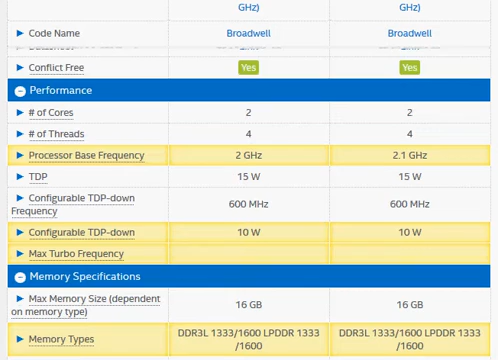 GHz) GHz)
Code Name Broadwell Broadwell
Conflict Free Yes Yes
Performance
# of Cores 2 2
# of Threads 4 4
Processor Base Frequency 2 GHz 2.1 GHz
TDP 15 W 15 W
Configurable TDP-down
Frequency 600 MHz 600 MHz
Configurable TDP-down 10 W 10 W
Max Turbo Frequency
Memory Specifications
Max Memory Size (dependent
on memory type) 16 GB 16 GB
Memory Types DDR3L 1333/1600 LPDDR 1333 DDR3L 1333/1600 LPDDR 1333
/1600 /1600